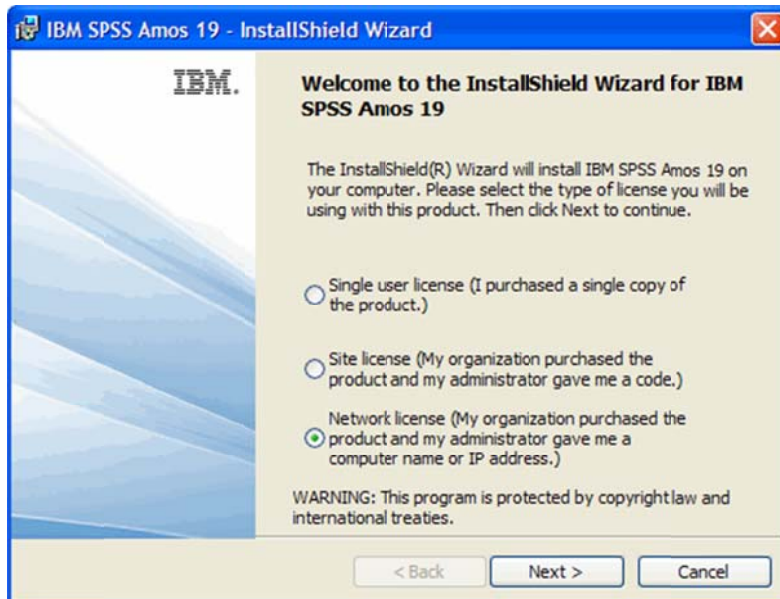 IBM SPSS Amos 19 - InstallShield Wizard
IBM.
Welcome to the InstallShield Wizard for IBM
SPSS Amos 19
The InstallShield(R) Wizard will install IBM SPSS Amos 19 on
your computer. Please select the type of license you will be
using with this product. Then click Next to continue.
Single user license (I purchased a single copy of
the product.)
Site license (My organization purchased the
product and my administrator gave me a code.)
Network license (My organization purchased the
product and my administrator gave me a
computer name or IP address.)
WARNING: This program is protected by copyright law and
international treaties.
< Back
Next >
Cancel